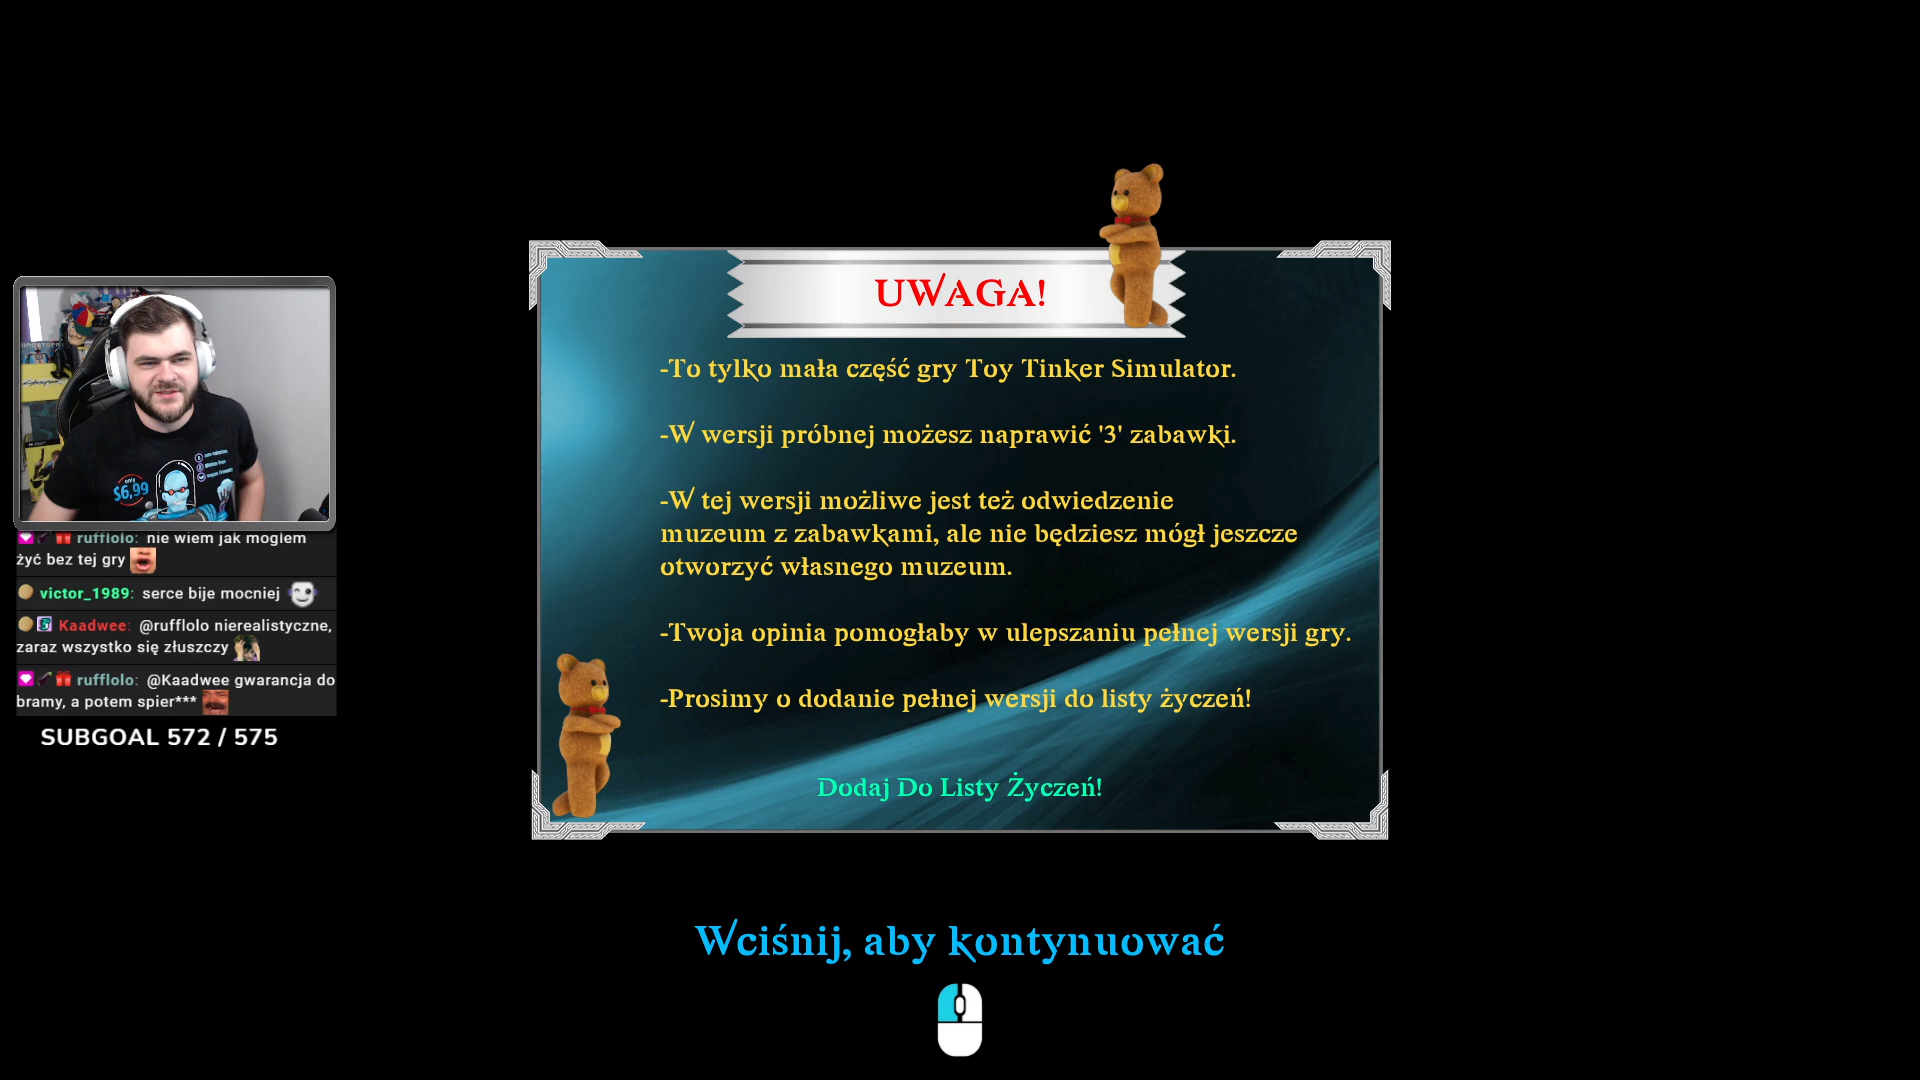 UWAGA!
-To tylko mała część gry Toy Tinker Simulator.
-W wersji próbnej możesz naprawić '3' zabawki.
-W tej wersji możliwe jest też odwiedzenie
muzeum z zabawkami, ale nie będziesz mógł jeszcze
otworzyć własnego muzeum.
-Twoja opinia pomogłaby w ulepszaniu pełnej wersji gry.
-Prosimy o dodanie pełnej wersji do listy życzeń!
Dodaj Do Listy Życzeń!
Wciśnij, aby kontynuować
only
$6,99
rufflolo: nie wiem jak moglem
żyć bez tej gry
victor_1989: serce bije mocniej
Kaadwee: @rufflolo nierealistyczne,
zaraz wszystko się złuszczy
rufflolo: @Kaadwee gwarancja do
bramy, a potem spier***
SUBGOAL 572 / 575